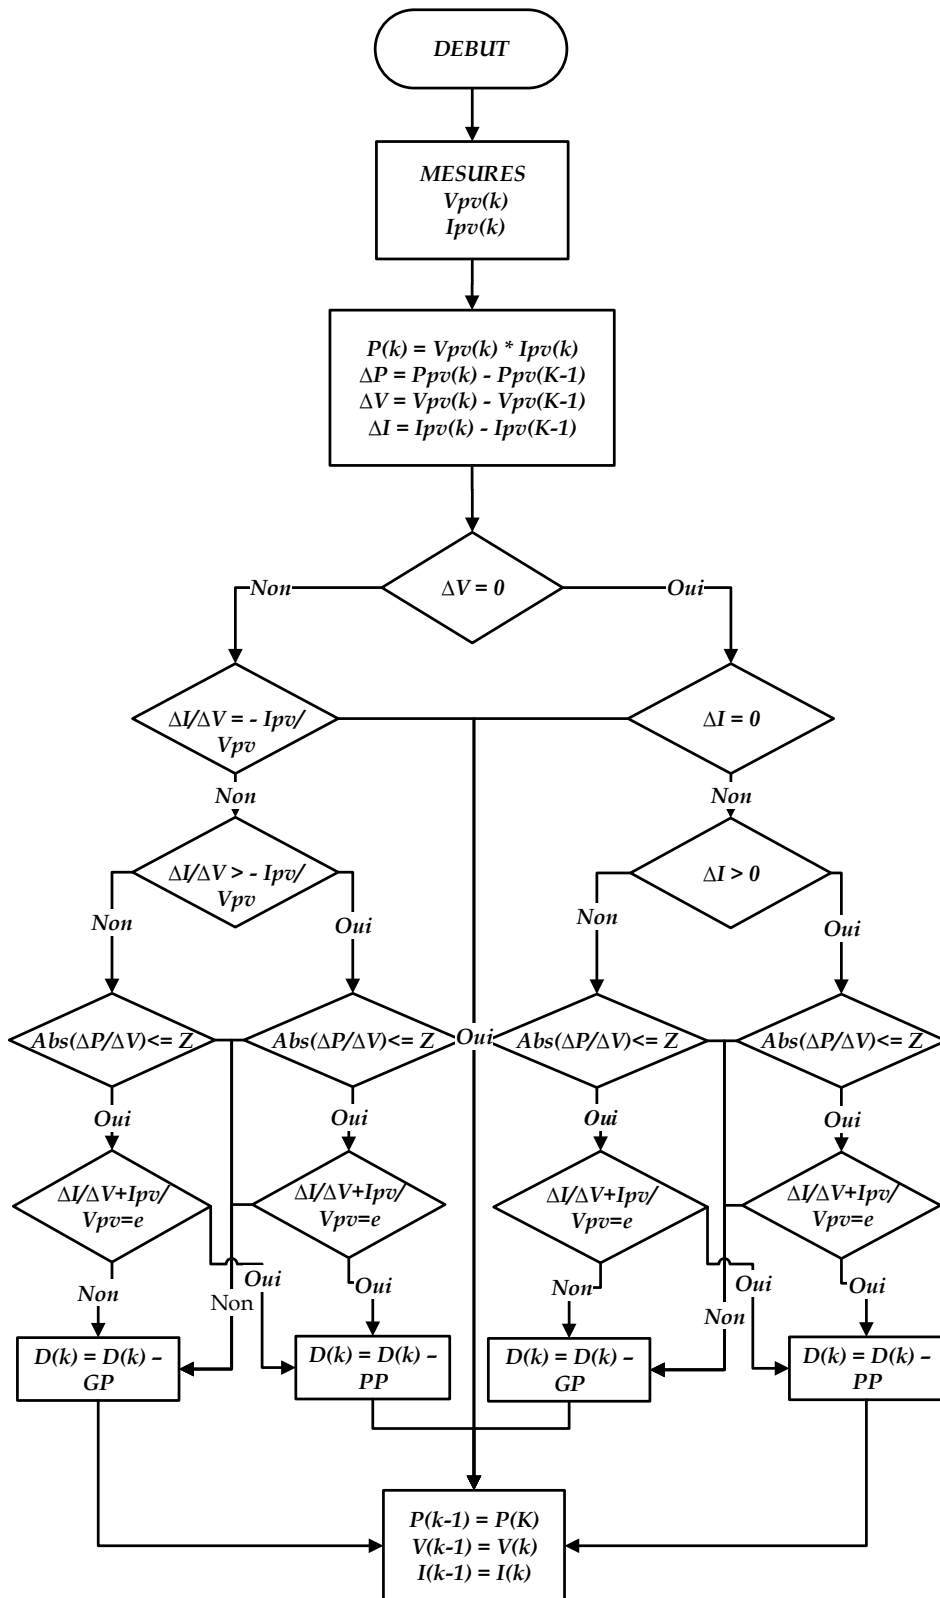 DEBUT
MESURES
Vpv(k)
Ipv(k)
P(k) = Vpv(k) * Ipv(k)
ΔP = Ppv(k) - Ppv(K-1)
ΔV = Vpv(k) - Vpv(K-1)
ΔI = Ipv(k) - Ipv(K-1)
ΔV = 0
Non
Oui
ΔI/ΔV = - Ipv/
Vpv
ΔI = 0
Non
Non
ΔI/ΔV > - Ipv/
Vpv
ΔI > 0
Non
Oui
Non
Oui
Abs(ΔP/ΔV)<= Z
Abs(ΔP/ΔV)<= Z
Oui
Abs(ΔP/ΔV)<= Z
Abs(ΔP/ΔV)<= Z
Oui
Oui
Oui
Oui
ΔI/ΔV+Ipv/
Vpv=e
ΔI/ΔV+Ipv/
Vpv=e
ΔI/ΔV+Ipv/
Vpv=e
ΔI/ΔV+Ipv/
Vpv=e
Non
Non
Oui
Oui
Non
Non
Oui
Oui
D(k) = D(k) –
GP
D(k) = D(k) –
PP
D(k) = D(k) –
GP
D(k) = D(k) –
PP
P(k-1) = P(K)
V(k-1) = V(k)
I(k-1) = I(k)